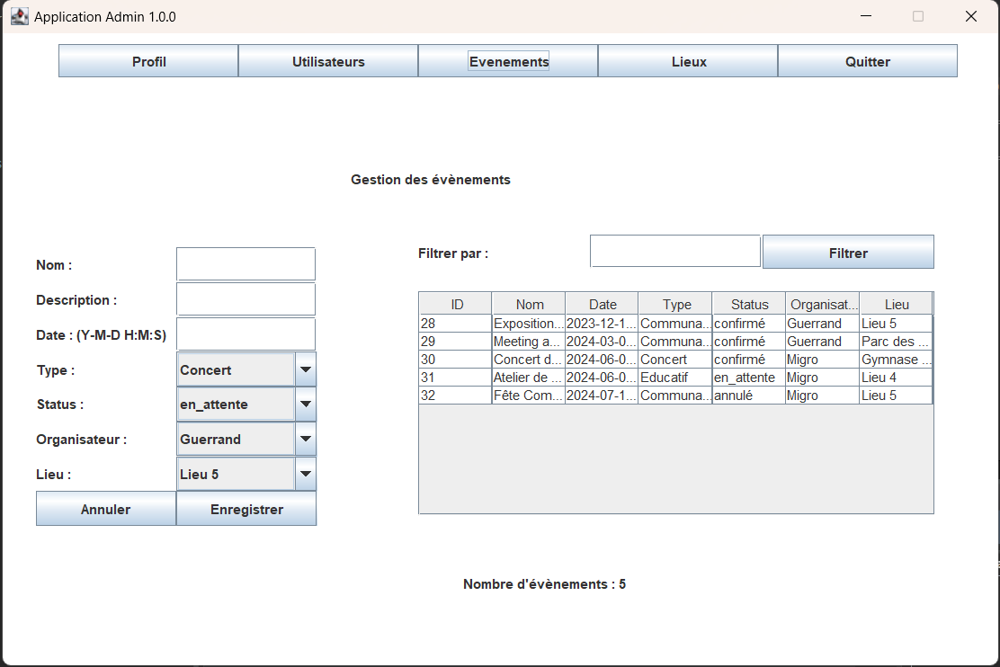 Application Admin 1.0.0
Profil Utilisateurs Evenements Lieux Quitter
Gestion des évènements
Nom :
Description :
Date : (Y-M-D H:M:S)
Type : Concert
Status : en_attente
Organisateur : Guerrand
Lieu : Lieu 5
Annuler Enregistrer
Filtrer par : Filtrer
ID Nom Date Type Status Organisat... Lieu
28 Exposition... 2023-12-1... Communa... confirmé Guerrand Lieu 5
29 Meeting a... 2024-03-0... Communa... confirmé Guerrand Parc des ...
30 Concert d... 2024-06-0... Concert confirmé Migro Gymnase ...
31 Atelier de ... 2024-06-0... Educatif en_attente Migro Lieu 4
32 Fête Com... 2024-07-1... Communa... annulé Migro Lieu 5
Nombre d'évènements : 5